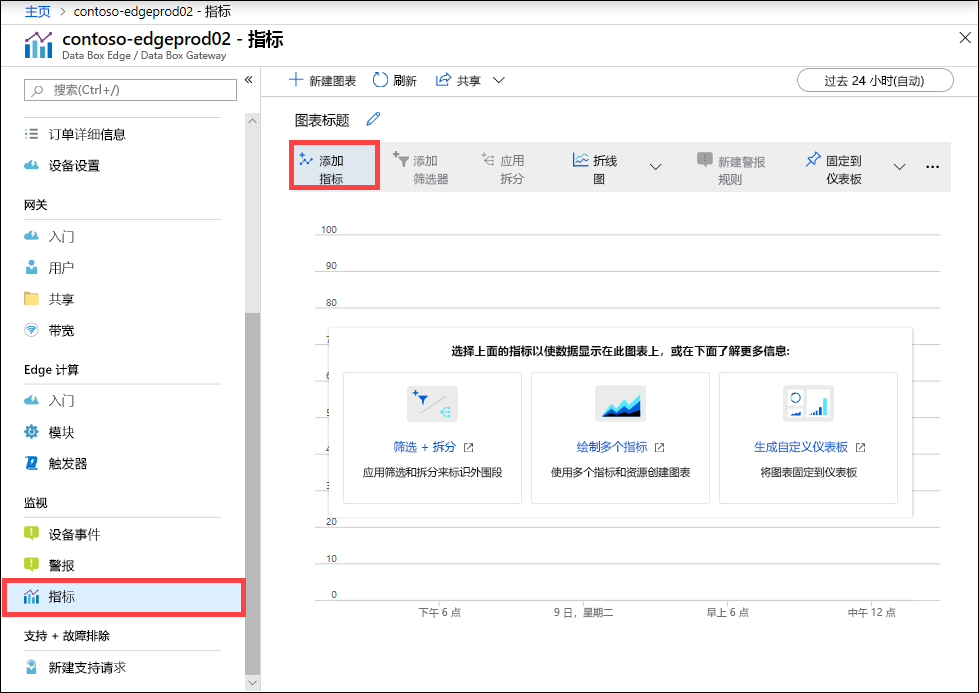 主页 > contoso-edgeprod02 - 指标
contoso-edgeprod02 - 指标
Data Box Edge / Data Box Gateway
搜索(Ctrl+/)
«
订单详细信息
设备设置
网关
入门
用户
共享
带宽
Edge 计算
入门
模块
触发器
监视
设备事件
警报
指标
支持 + 故障排除
新建支持请求
新建图表
刷新
共享
过去 24 小时(自动)
图表标题
添加
指标
添加
筛选器
应用
拆分
折线
图
新建警报
规则
固定到
仪表板
100
90
80
选择上面的指标以使数据显示在此图表上，或在下面了解更多信息:
筛选 + 拆分
应用筛选和拆分来标识外围段
绘制多个指标
使用多个指标和资源创建图表
生成自定义仪表板
将图表固定到仪表板
20
10
0
下午 6 点
9 日，星期二
早上 6 点
中午 12 点